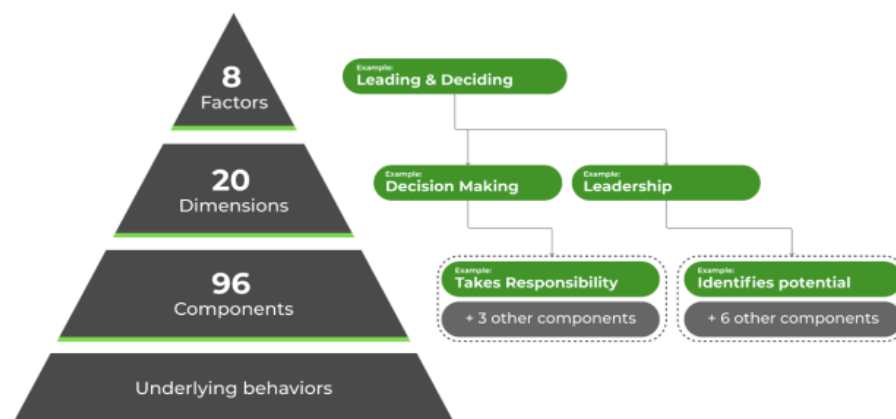 8
Factors
Example:
Leading & Deciding
20
Dimensions
Example:
Decision Making
Example:
Leadership
96
Components
Example:
Takes Responsibility
+ 3 other components
Example:
Identifies potential
+ 6 other components
Underlying behaviors